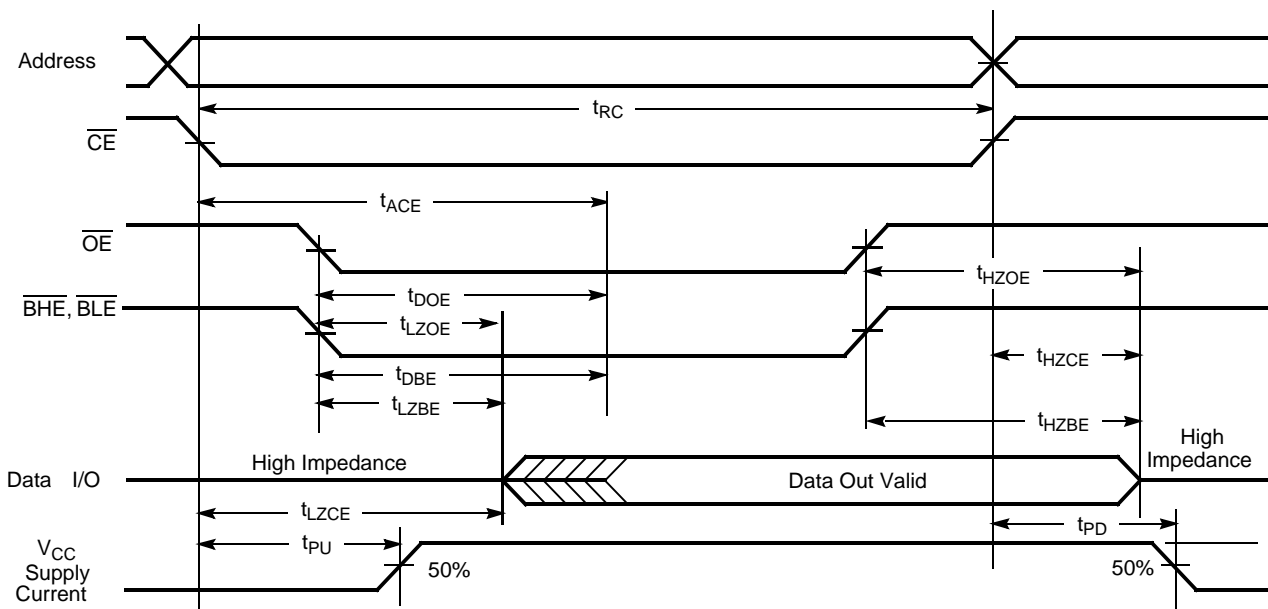 Address
tRC
CE
tACE
OE
tHZOE
tDOE
BHE, BLE
tLZOE
tHZCE
tDBE
tLZBE
tHZBE
High
Impedance
High Impedance
Data I/O
Data Out Valid
tLZCE
tPD
tPU
VCC
Supply
Current
50%
50%